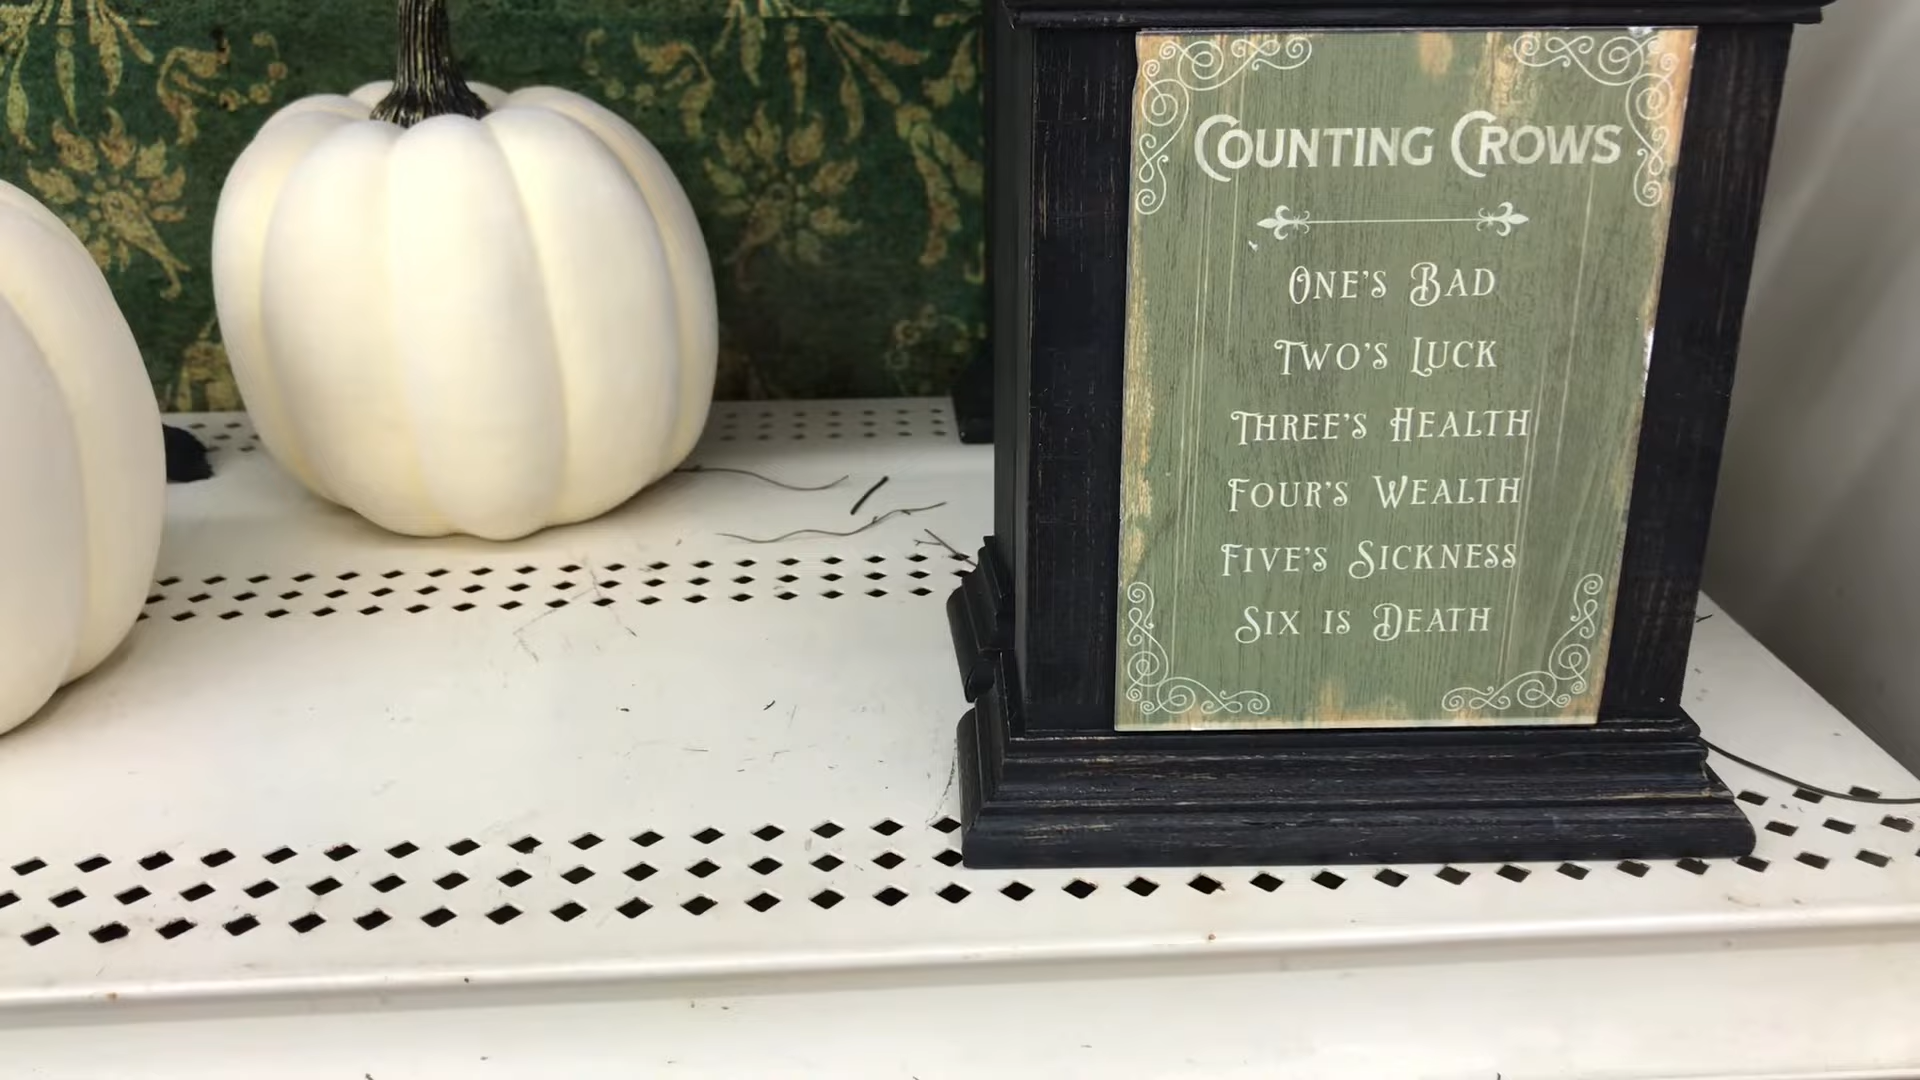 COUNTING CROWS
ONE'S BAD
TWO'S LUCK
THREE'S HEALTH
FOUR'S WEALTH
FIVE'S SICKNESS
SIX IS DEATH